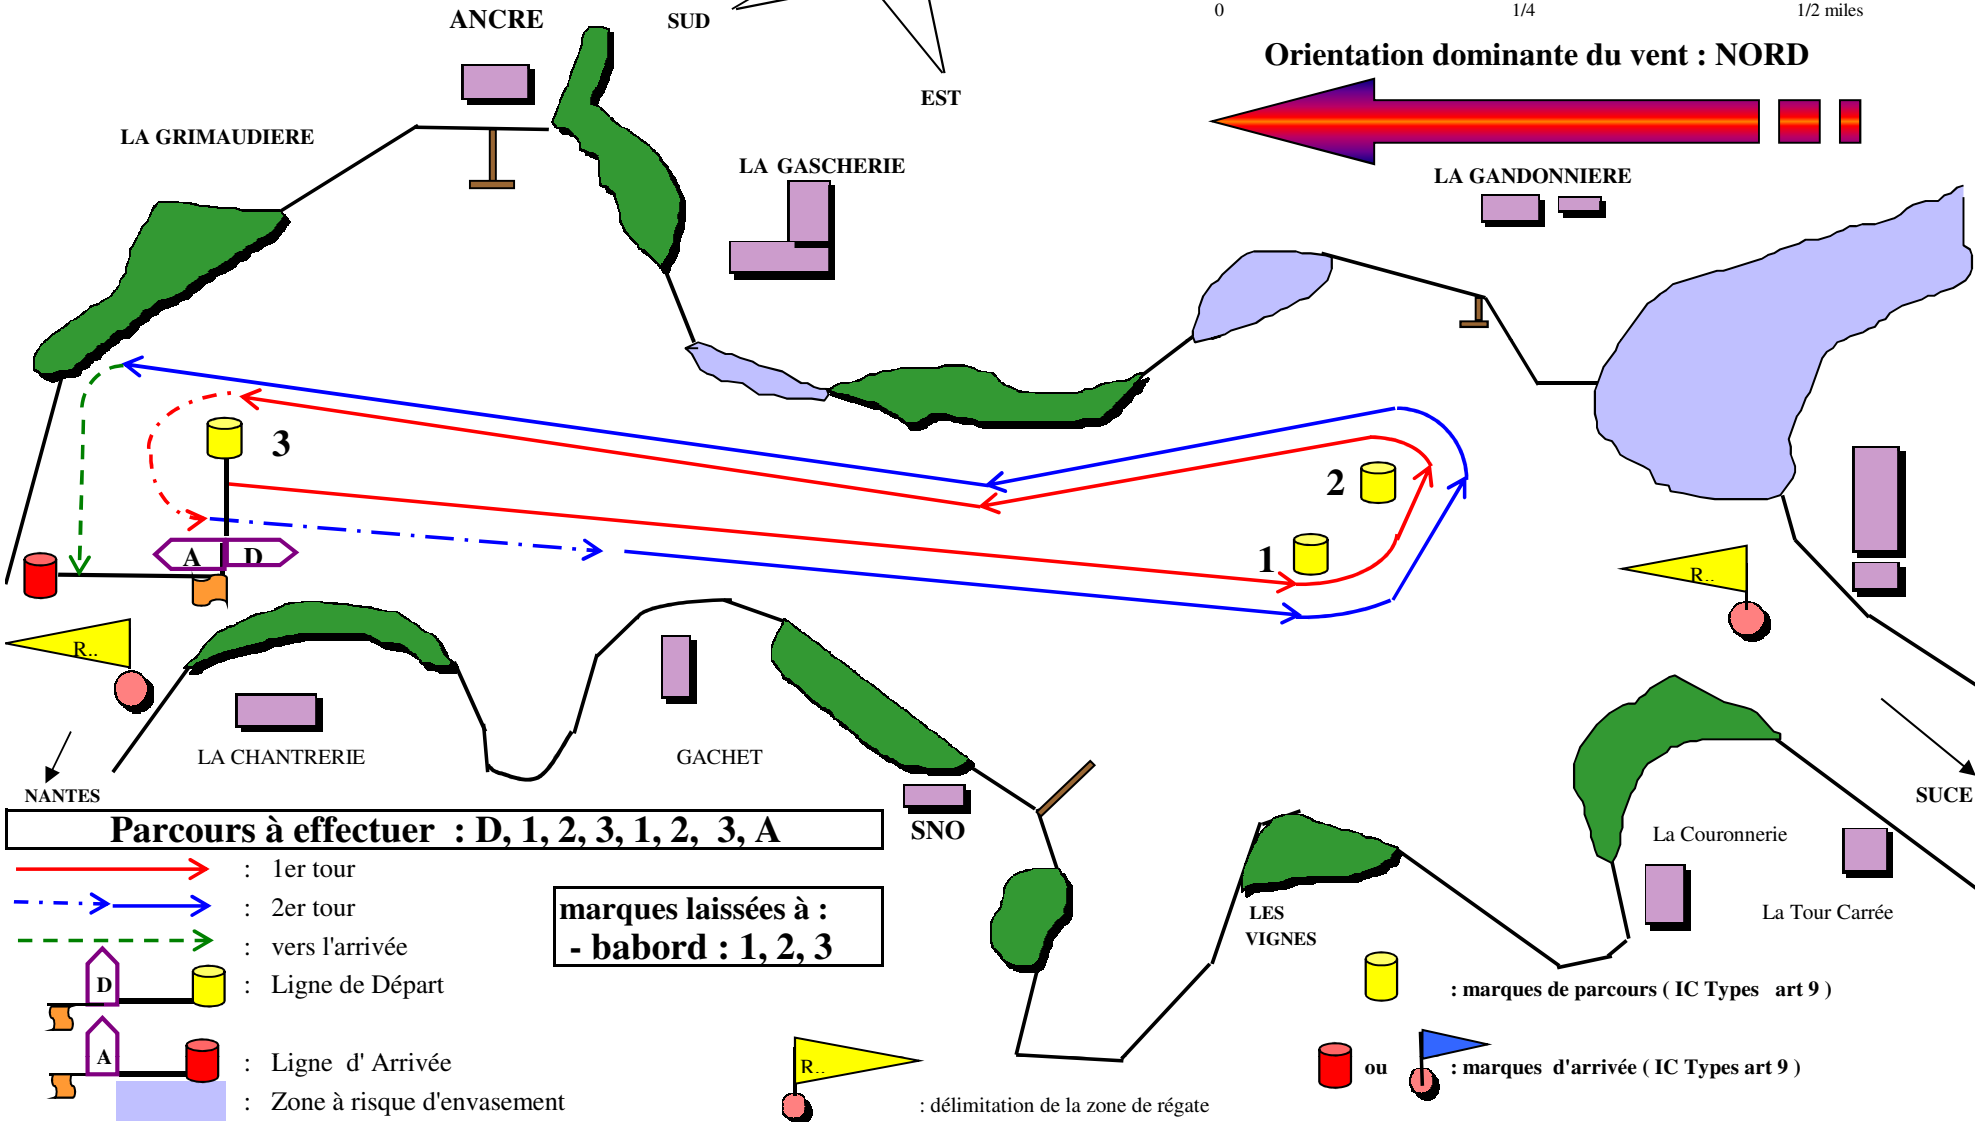 0 1/4 1/2 miles
ANCRE
SUD
EST
Orientation dominante du vent : NORD
LA GRIMAUDIERE
LA GASCHERIE
LA GANDONNIERE
3
2
1
A D
R..
R..
LA CHANTRERIE
GACHET
NANTES
SUCE
SNO
Parcours à effectuer : D, 1, 2, 3, 1, 2, 3, A
: 1er tour
: 2er tour
: vers l'arrivée
D : Ligne de Départ
A : Ligne d' Arrivée
: Zone à risque d'envasement
marques laissées à :
- babord : 1, 2, 3
LES
VIGNES
La Couronnerie
La Tour Carrée
: marques de parcours ( IC Types art 9 )
ou : marques d'arrivée ( IC Types art 9 )
R..
: délimitation de la zone de régate